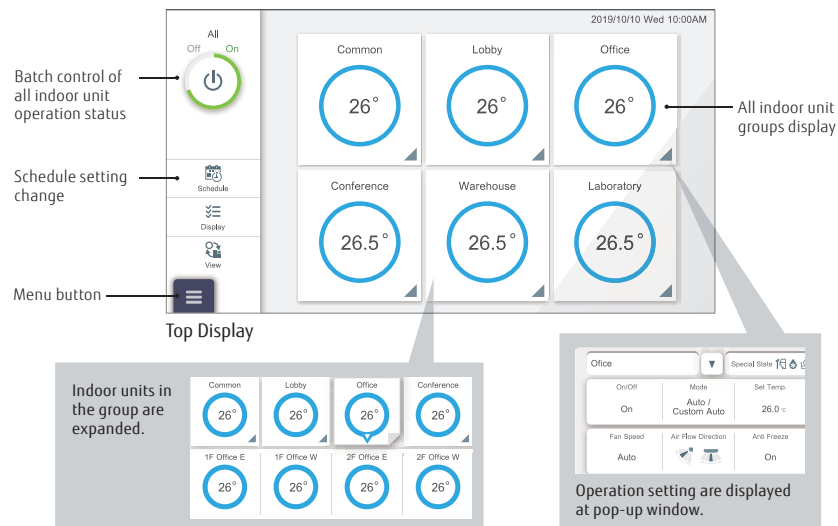 2019/10/10 Wed 10:00AM
All
Off On
Batch control of
all indoor unit
operation status
Schedule setting
change
Schedule
Display
View
Menu button
Common Lobby Office
26° 26° 26°
All indoor unit
groups display
Conference Warehouse Laboratory
26.5° 26.5° 26.5°
Top Display
Indoor units in
the group are
expanded.
Common Lobby Office Conference
26° 26° 26° 26°
1F Office E 1F Office W 2F Office E 2F Office W
26° 26° 26° 26°
Ofice Special State
On/Off Mode Set Temp.
On Auto / Custom Auto 26.0 °c
Fan Speed Air Flow Direction Anti Freeze
Auto On
Operation setting are displayed
at pop-up window.